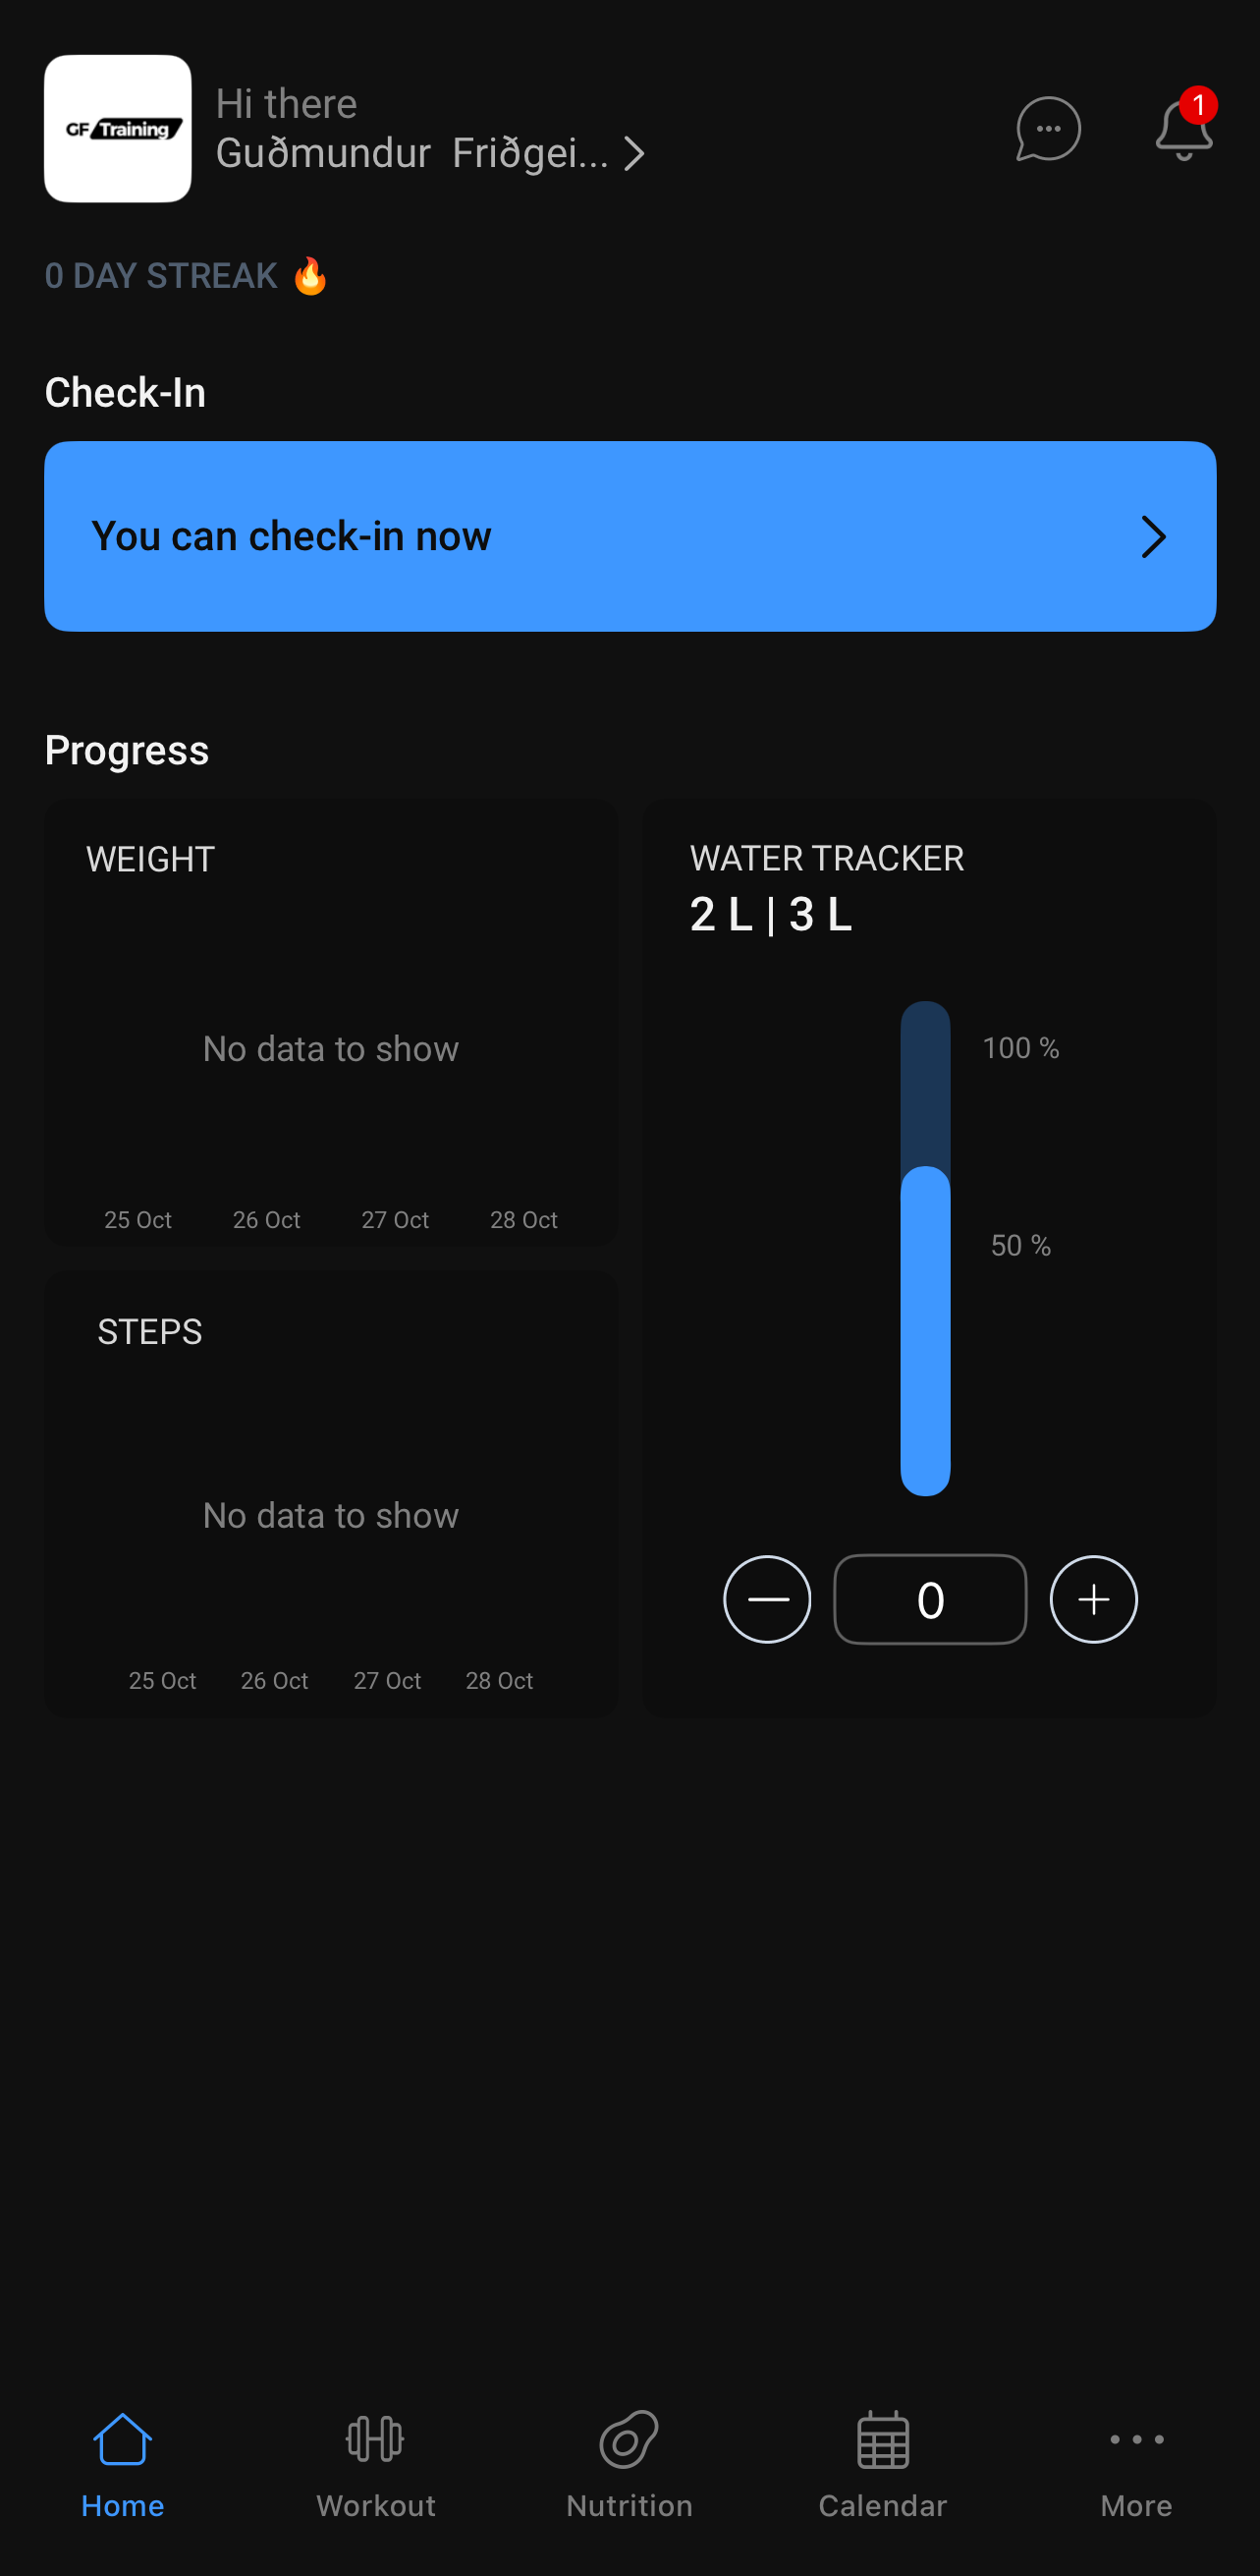 GF Training
Hi there
Guðmundur Friðgei...
1
0 DAY STREAK 🔥
Check-In
You can check-in now
Progress
WEIGHT
No data to show
25 Oct 26 Oct 27 Oct 28 Oct
STEPS
No data to show
25 Oct 26 Oct 27 Oct 28 Oct
WATER TRACKER
2 L | 3 L
100 %
50 %
0
Home Workout Nutrition Calendar More